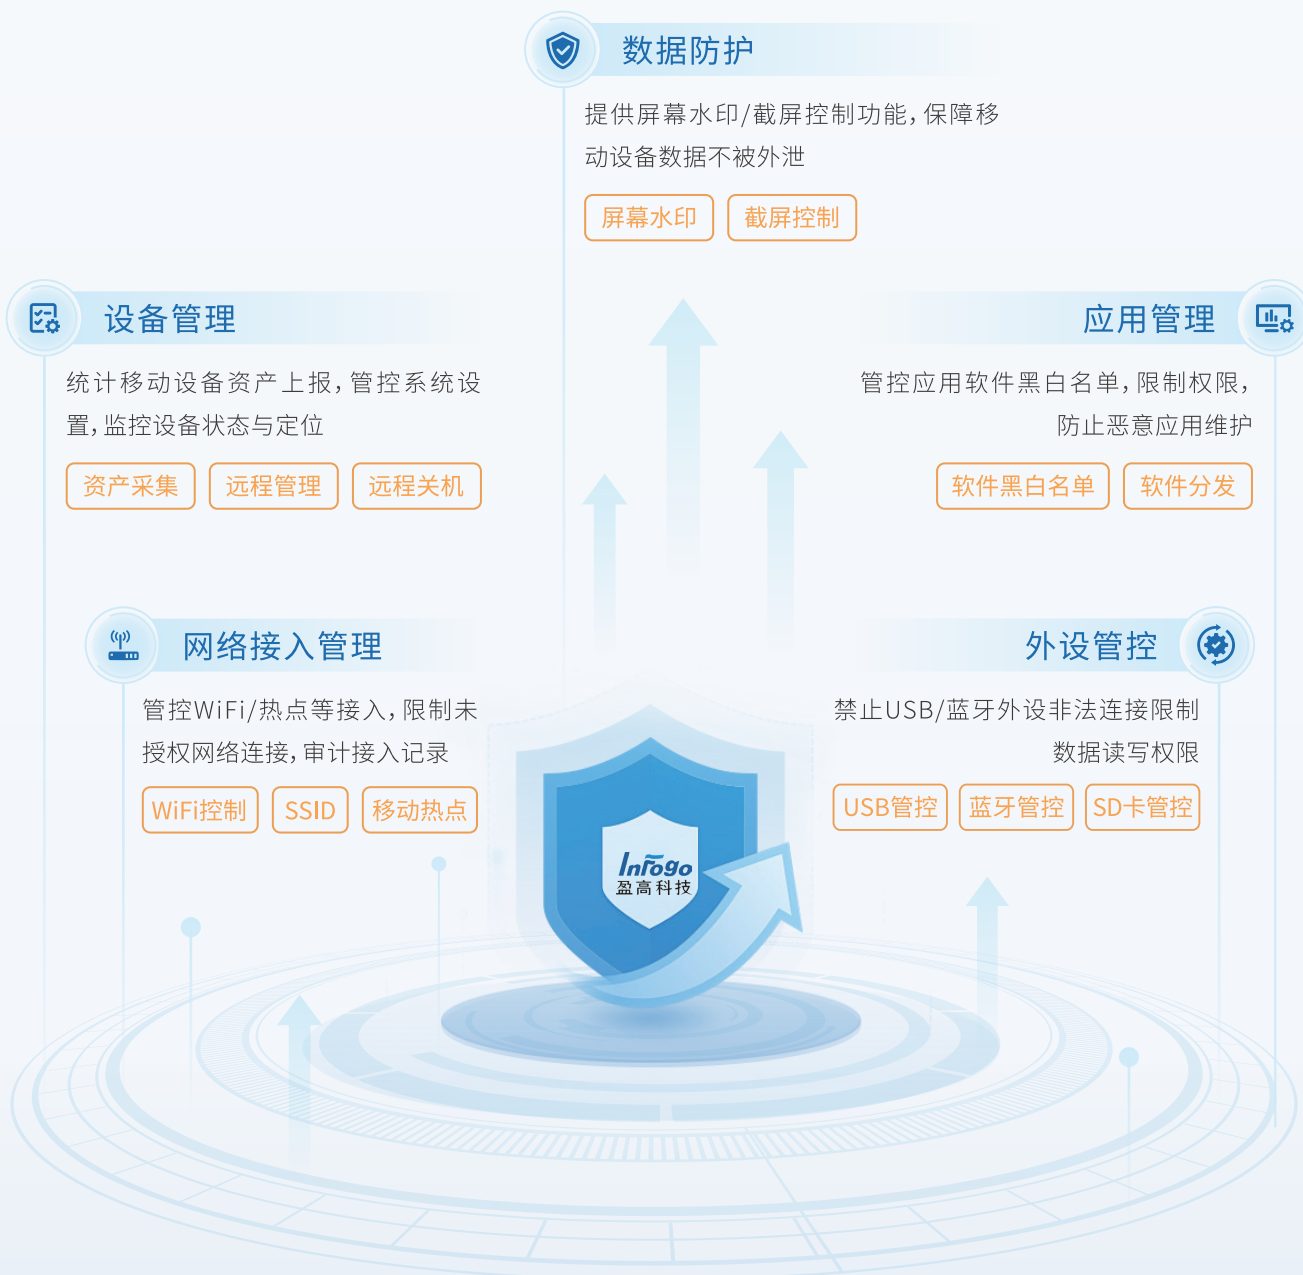 数据防护
提供屏幕水印/截屏控制功能，保障移
动设备数据不被外泄
屏幕水印
截屏控制
设备管理
统计移动设备资产上报，管控系统设
置，监控设备状态与定位
资产采集
远程管理
远程关机
应用管理
管控应用软件黑白名单，限制权限，
防止恶意应用维护
软件黑白名单
软件分发
网络接入管理
管控WiFi/热点等接入，限制未
授权网络连接，审计接入记录
WiFi控制
SSID
移动热点
外设管控
禁止USB/蓝牙外设非法连接限制
数据读写权限
USB管控
蓝牙管控
SD卡管控
Infogo
盈高科技